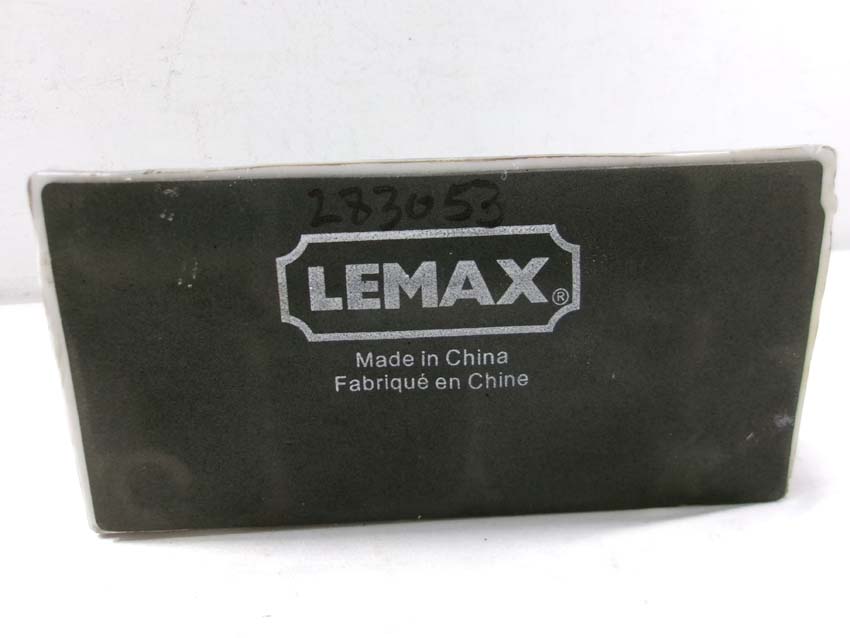 283053
LEMAX®
Made in China
Fabriqué en Chine